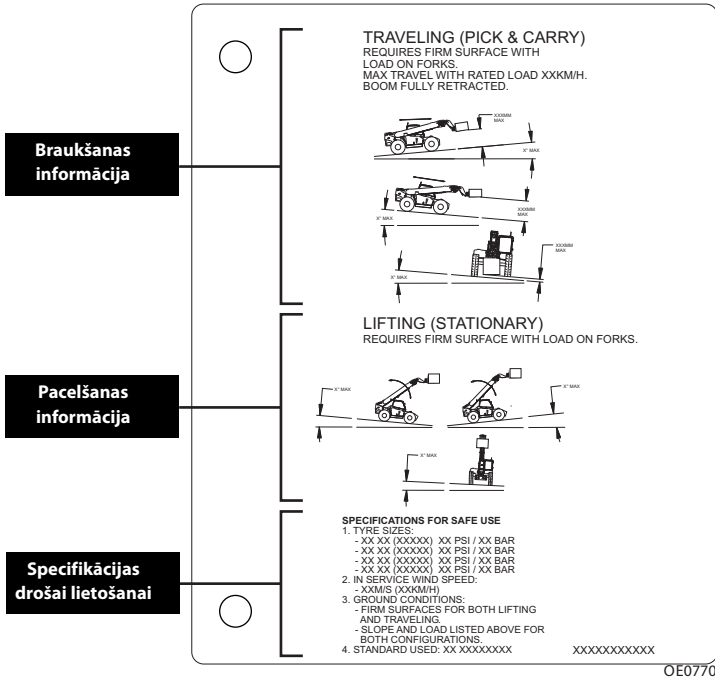 TRAVELING (PICK & CARRY)
REQUIRES FIRM SURFACE WITH
LOAD ON FORKS.
MAX TRAVEL WITH RATED LOAD XXKM/H.
BOOM FULLY RETRACTED.
XXXMM
MAX
X° MAX
Braukšanas
informācija
X° MAX
XXXMM
MAX
XXXMM
MAX
X° MAX
LIFTING (STATIONARY)
REQUIRES FIRM SURFACE WITH LOAD ON FORKS.
Pacelšanas
informācija
X° MAX
X° MAX
X° MAX
SPECIFICATIONS FOR SAFE USE
1. TYRE SIZES:
- XX XX (XXXXX) XX PSI / XX BAR
- XX XX (XXXXX) XX PSI / XX BAR
- XX XX (XXXXX) XX PSI / XX BAR
- XX XX (XXXXX) XX PSI / XX BAR
2. IN SERVICE WIND SPEED:
- XXM/S (XXKM/H)
3. GROUND CONDITIONS:
- FIRM SURFACES FOR BOTH LIFTING
AND TRAVELING.
- SLOPE AND LOAD LISTED ABOVE FOR
BOTH CONFIGURATIONS.
4. STANDARD USED: XX XXXXXXXX XXXXXXXXXXX
Specifikācijas
drošai lietošanai
OE0770